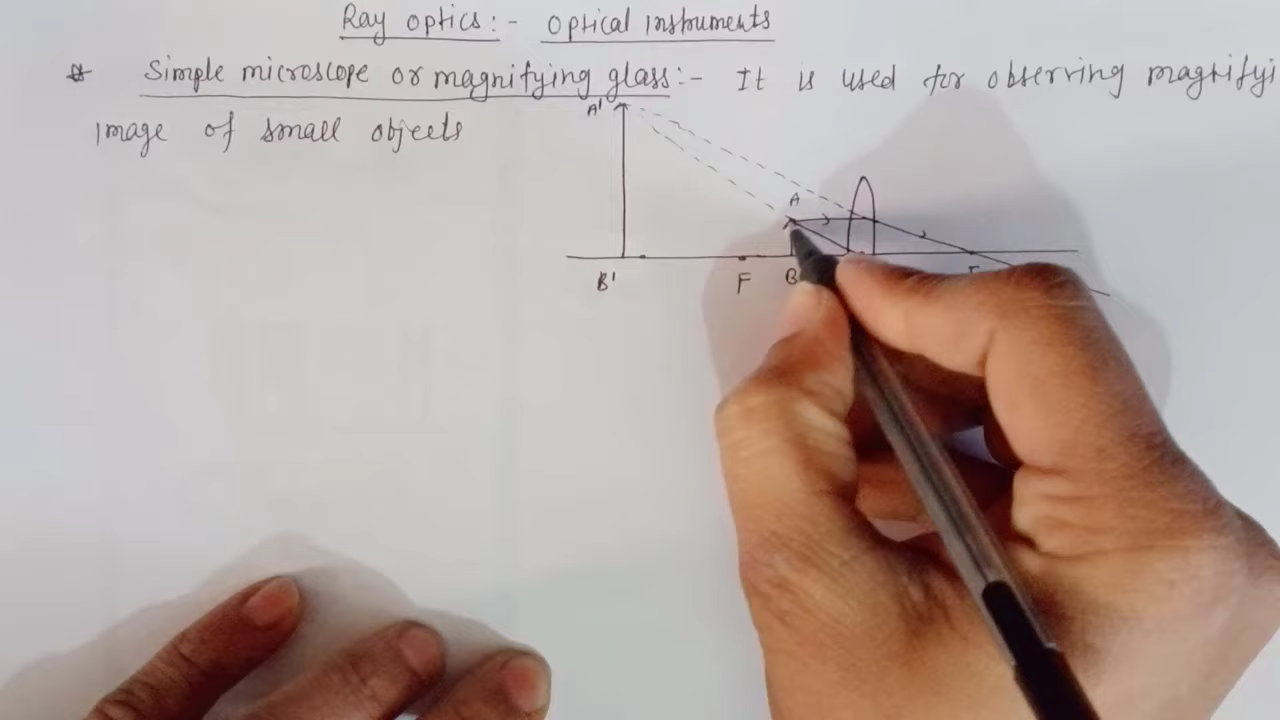 Ray optics:- Optical instruments
* Simple microscope or magnifying glass:- It is used for observing magnifyi
image of small objects
A'
A
B' F B F